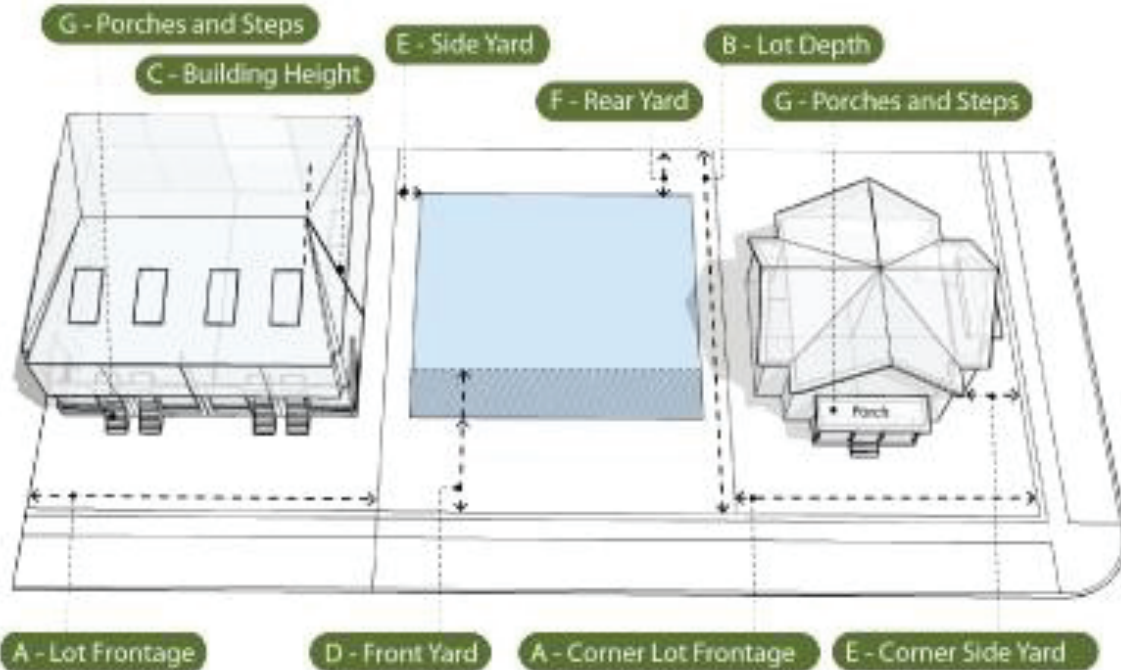 G - Porches and Steps
E - Side Yard
B - Lot Depth
C - Building Height
F - Rear Yard
G - Porches and Steps
Porch
A - Lot Frontage
D - Front Yard
A - Corner Lot Frontage
E - Corner Side Yard